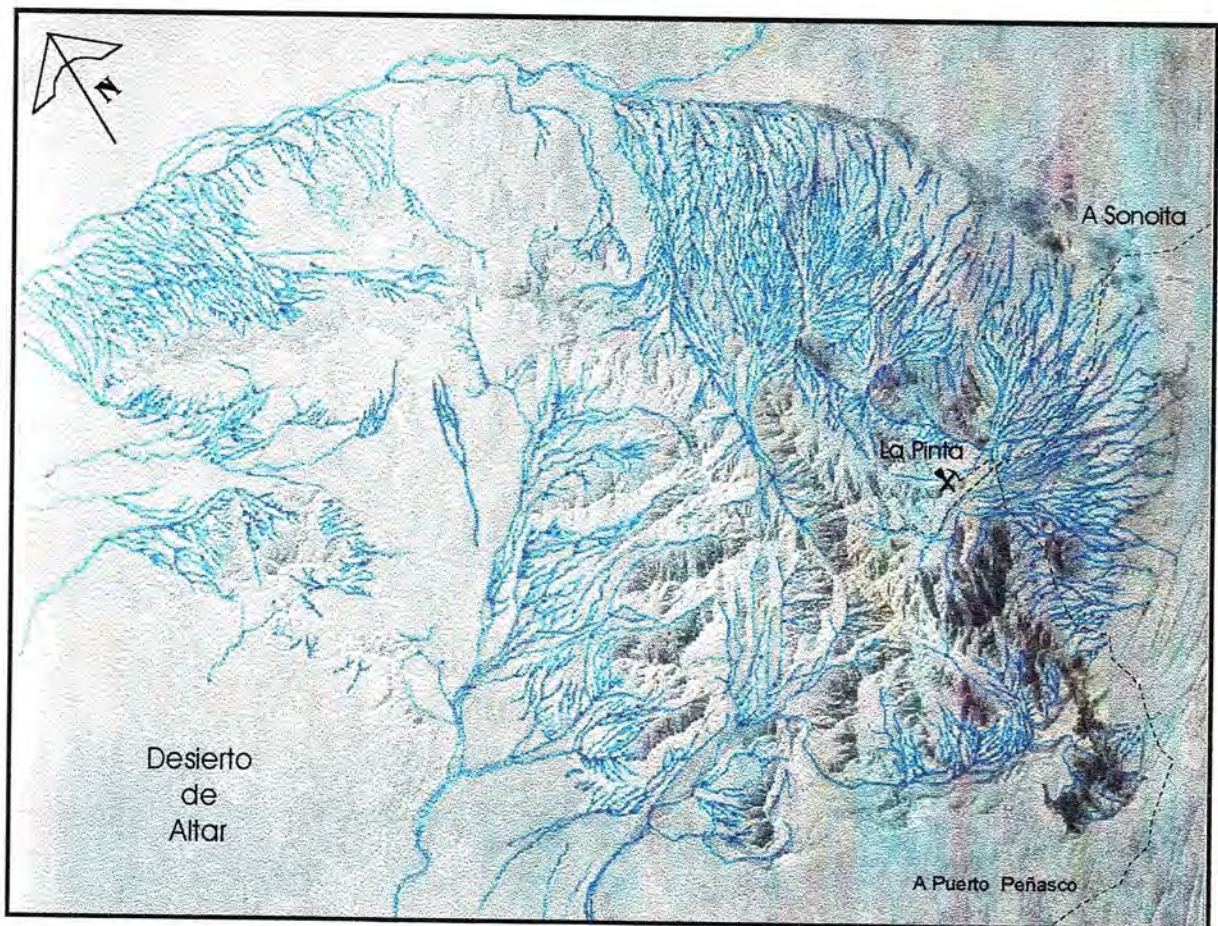 N
A Sonoita
La Pinta
Desierto
de
Altar
A Puerto Peñasco